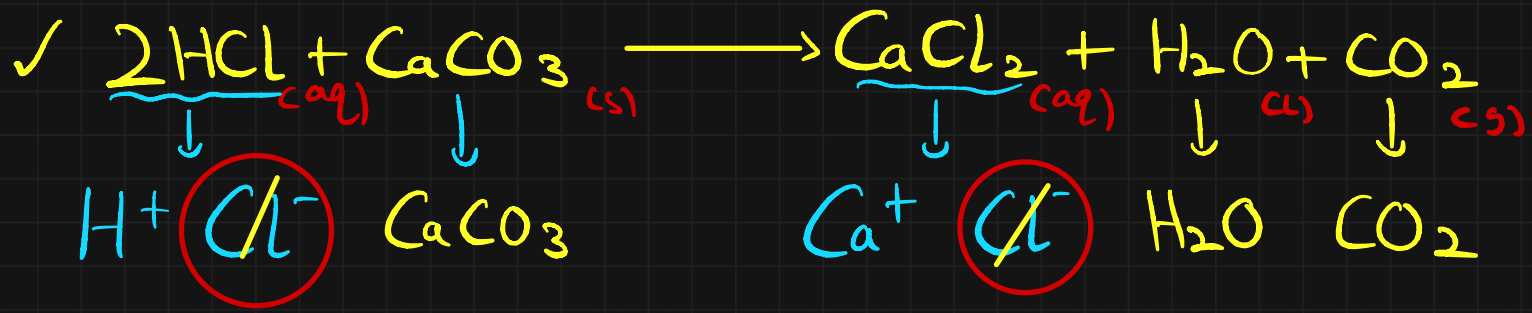 ✓ 2HCl + CaCO₃ ⟶ CaCl₂ + H₂O + CO₂
(aq) (s) (aq) (l) (g)
↓ ↓ ↓ ↓ ↓
H⁺ Cl⁻ CaCO₃ Ca⁺ Cl⁻ H₂O CO₂